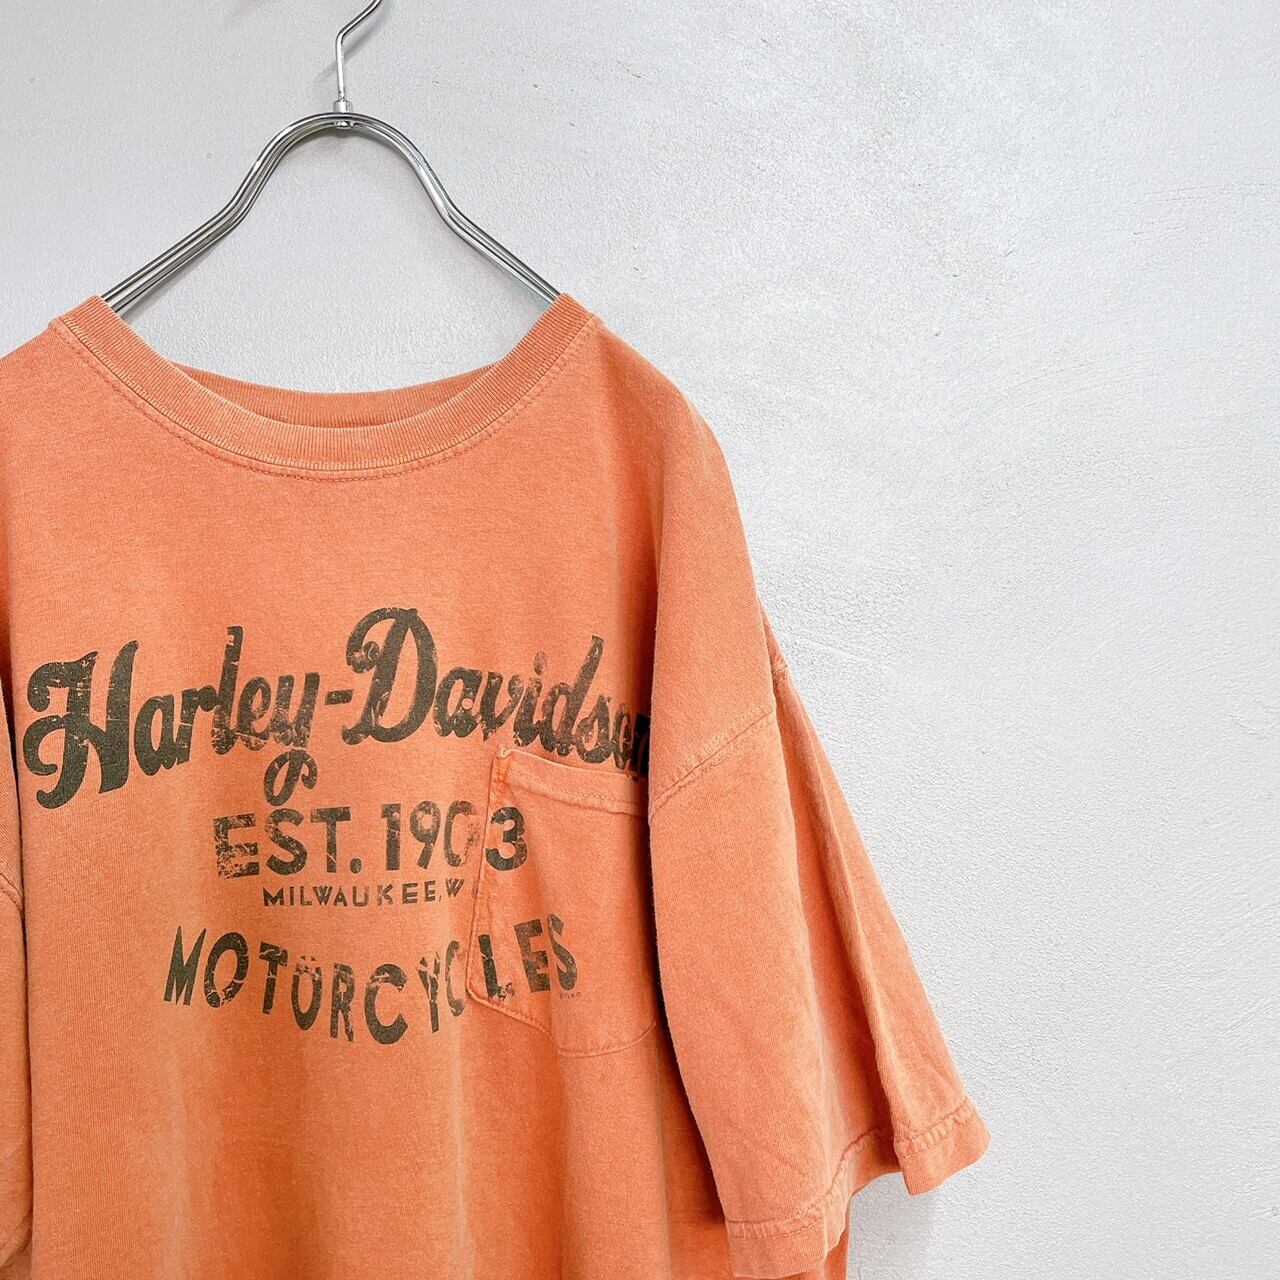 Harley-Davidson
EST. 1903
MILWAUKEE, W
MOTORCYCLES